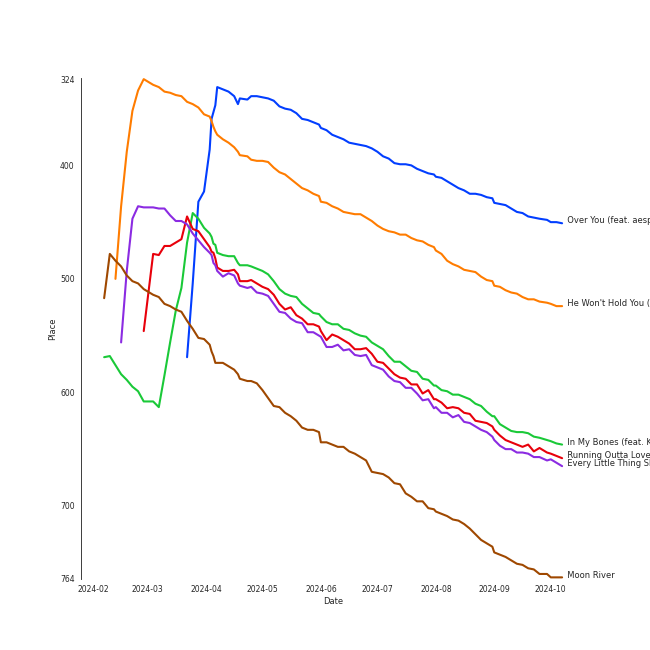 324
400
500
600
700
764
Place
2024-02
2024-03
2024-04
2024-05
2024-06
2024-07
2024-08
2024-09
2024-10
Date
Over You (feat. aesp
He Won't Hold You (
In My Bones (feat. K
Running Outta Love
Every Little Thing S
Moon River